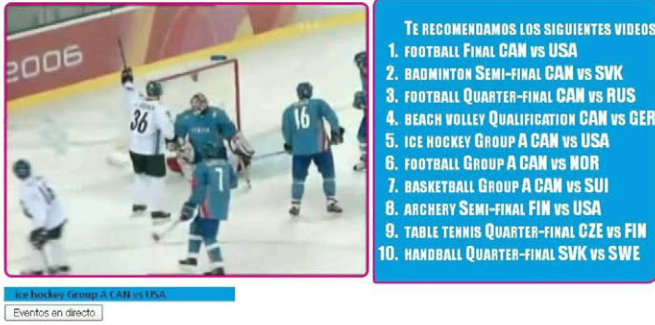 2006
36
ITALIA
16
7
TE RECOMENDAMOS LOS SIGUIENTES VIDEOS
1. FOOTBALL FINAL CAN VS USA
2. BADMINTON SEMI-FINAL CAN VS SVK
3. FOOTBALL QUARTER-FINAL CAN VS RUS
4. BEACH VOLLEY QUALIFICATION CAN VS GER
5. ICE HOCKEY GROUP A CAN VS USA
6. FOOTBALL GROUP A CAN VS NOR
7. BASKETBALL GROUP A CAN VS SUI
8. ARCHERY SEMI-FINAL FIN VS USA
9. TABLE TENNIS QUARTER-FINAL CZE VS FIN
10. HANDBALL QUARTER-FINAL SVK VS SWE
ice hockey Group A CAN vs USA
Eventos en directo